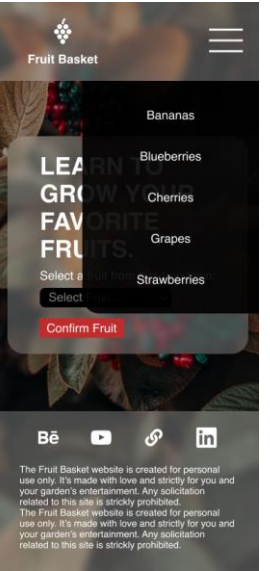 Fruit Basket
Bananas
Blueberries
Cherries
Grapes
Strawberries
LEARN TO
GROW YOUR
FAVORITE
FRUITS.
Select a fruit from
Select Fruit
Confirm Fruit
Bē
in
The Fruit Basket website is created for personal
use only. It's made with love and strictly for you and
your garden's entertainment. Any solicitation
related to this site is strickly prohibited.
The Fruit Basket website is created for personal
use only. It's made with love and strictly for you and
your garden's entertainment. Any solicitation
related to this site is strickly prohibited.